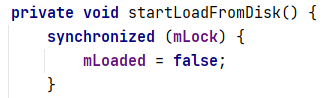 private void startLoadFromDisk() {
    synchronized (mLock) {
        mLoaded = false;
    }